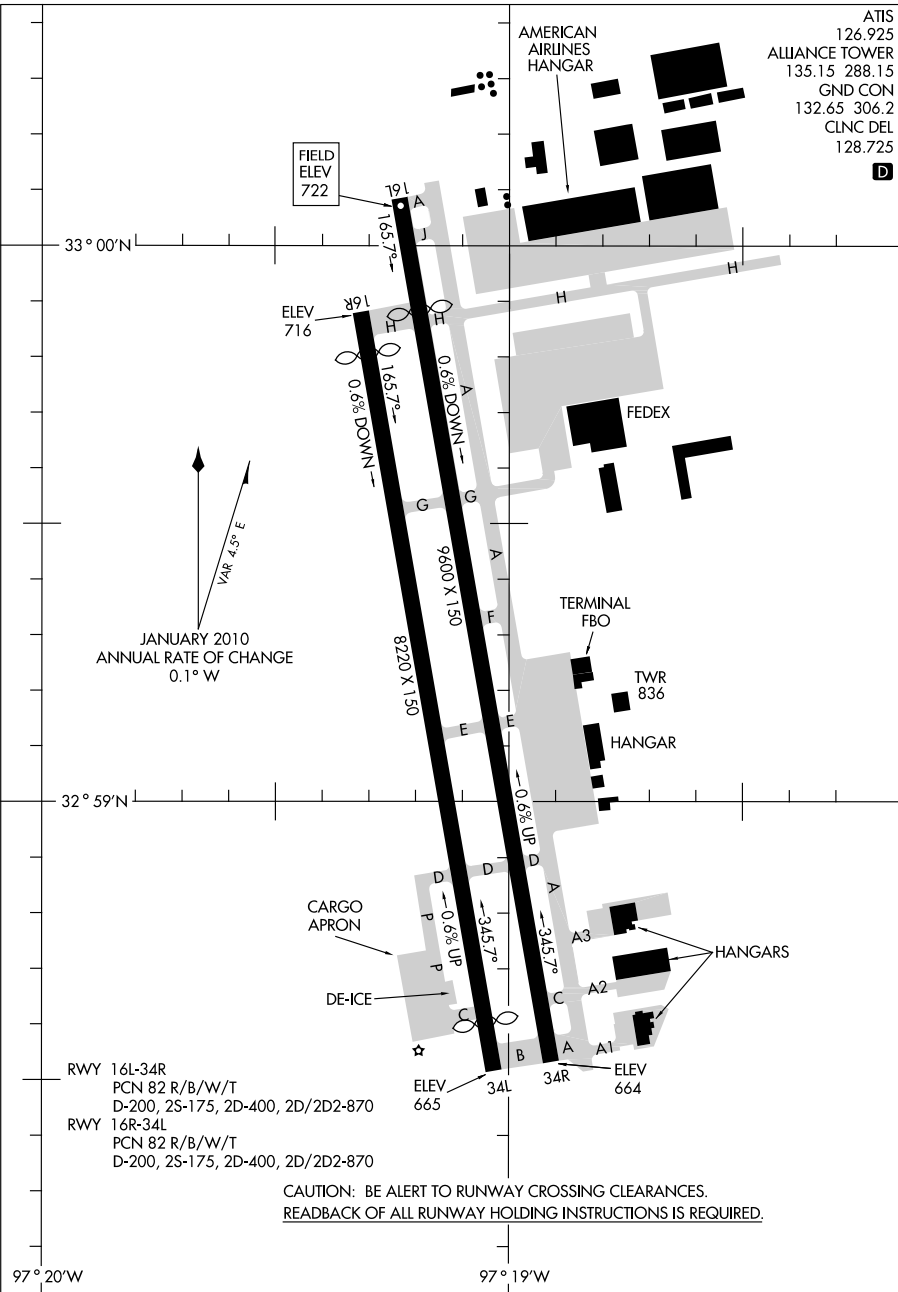 ATIS
126.925
ALLIANCE TOWER
135.15 288.15
GND CON
132.65 306.2
CLNC DEL
128.725
D
AMERICAN
AIRLINES
HANGAR
FIELD
ELEV
722
16L
A
J
165.7°
33° 00'N
H
H
ELEV
716
16R
H
H
165.7°
0.6% DOWN
0.6% DOWN
A
FEDEX
G
G
VAR 4.5° E
A
9600 X 150
JANUARY 2010
ANNUAL RATE OF CHANGE
0.1° W
F
TERMINAL
FBO
8220 X 150
TWR
836
E
E
HANGAR
32° 59'N
0.6% UP
D
D
D
A
P
0.6% UP
345.7°
345.7°
CARGO
APRON
A3
HANGARS
P
DE-ICE
C
C
A2
B
A
A1
34L
34R
ELEV
665
ELEV
664
RWY 16L-34R
PCN 82 R/B/W/T
D-200, 2S-175, 2D-400, 2D/2D2-870
RWY 16R-34L
PCN 82 R/B/W/T
D-200, 2S-175, 2D-400, 2D/2D2-870
CAUTION: BE ALERT TO RUNWAY CROSSING CLEARANCES.
READBACK OF ALL RUNWAY HOLDING INSTRUCTIONS IS REQUIRED.
97° 20'W
97° 19'W